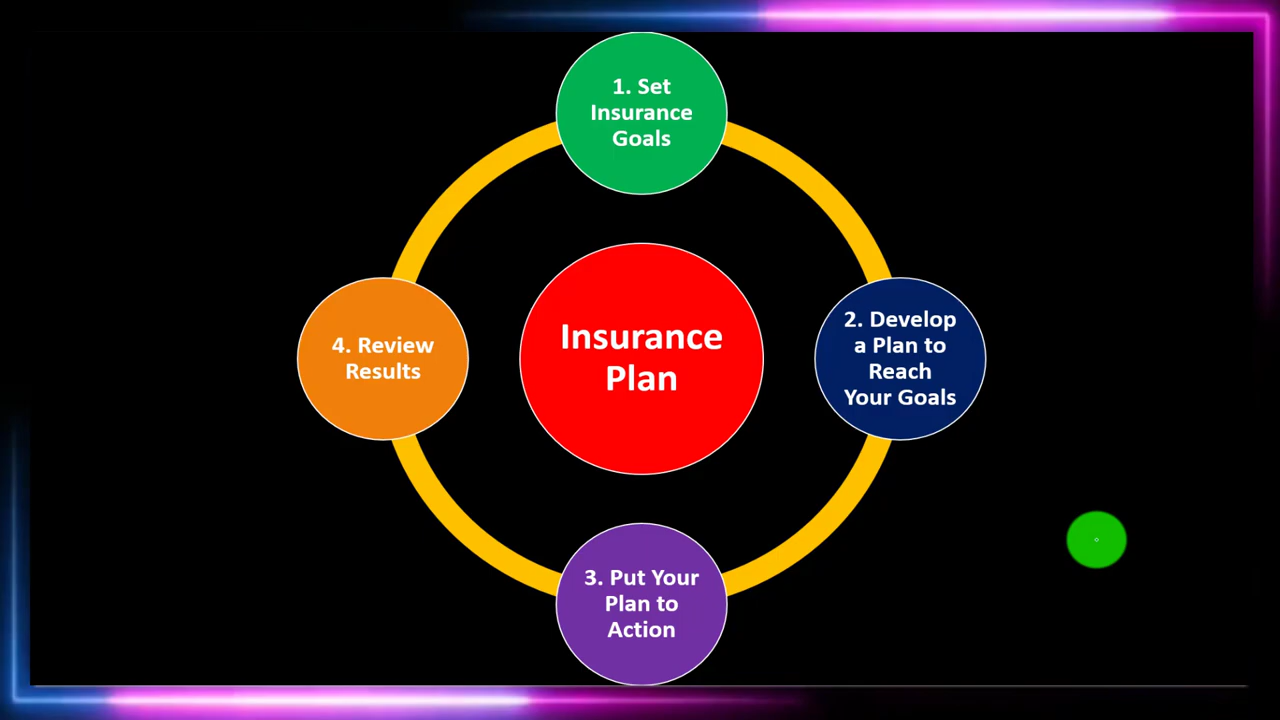 1. Set
Insurance
Goals
2. Develop
a Plan to
Reach
Your Goals
3. Put Your
Plan to
Action
4. Review
Results
Insurance
Plan